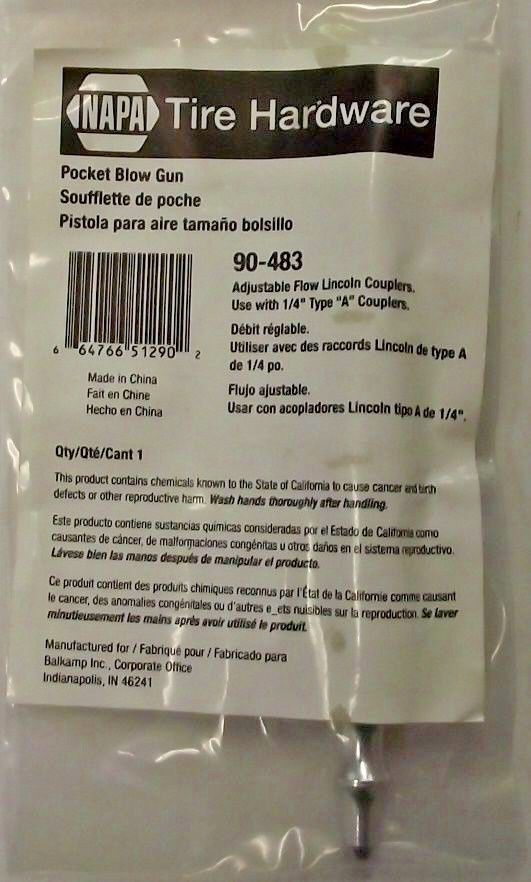 NAPA Tire Hardware
Pocket Blow Gun
Soufflette de poche
Pistola para aire tamaño bolsillo
6 64766 51290 2
Made in China
Fait en Chine
Hecho en China
90-483
Adjustable Flow Lincoln Couplers.
Use with 1/4" Type "A" Couplers.
Débit réglable.
Utiliser avec des raccords Lincoln de type A
de 1/4 po.
Flujo ajustable.
Usar con acopladores Lincoln tipo A de 1/4".
Qty/Qté/Cant 1
This product contains chemicals known to the State of California to cause cancer and birth
defects or other reproductive harm. Wash hands thoroughly after handling.
Este producto contiene sustancias químicas consideradas por el Estado de California como
causantes de cáncer, de malformaciones congénitas u otros daños en el sistema reproductivo.
Lávese bien las manos después de manipular el producto.
Ce produit contient des produits chimiques reconnus par l'État de la Californie comme causant
le cancer, des anomalies congénitales ou d'autres e_ets nuisibles sur la reproduction. Se laver
minutieusement les mains après avoir utilisé le produit.
Manufactured for / Fabriqué pour / Fabricado para
Balkamp Inc., Corporate Office
Indianapolis, IN 46241